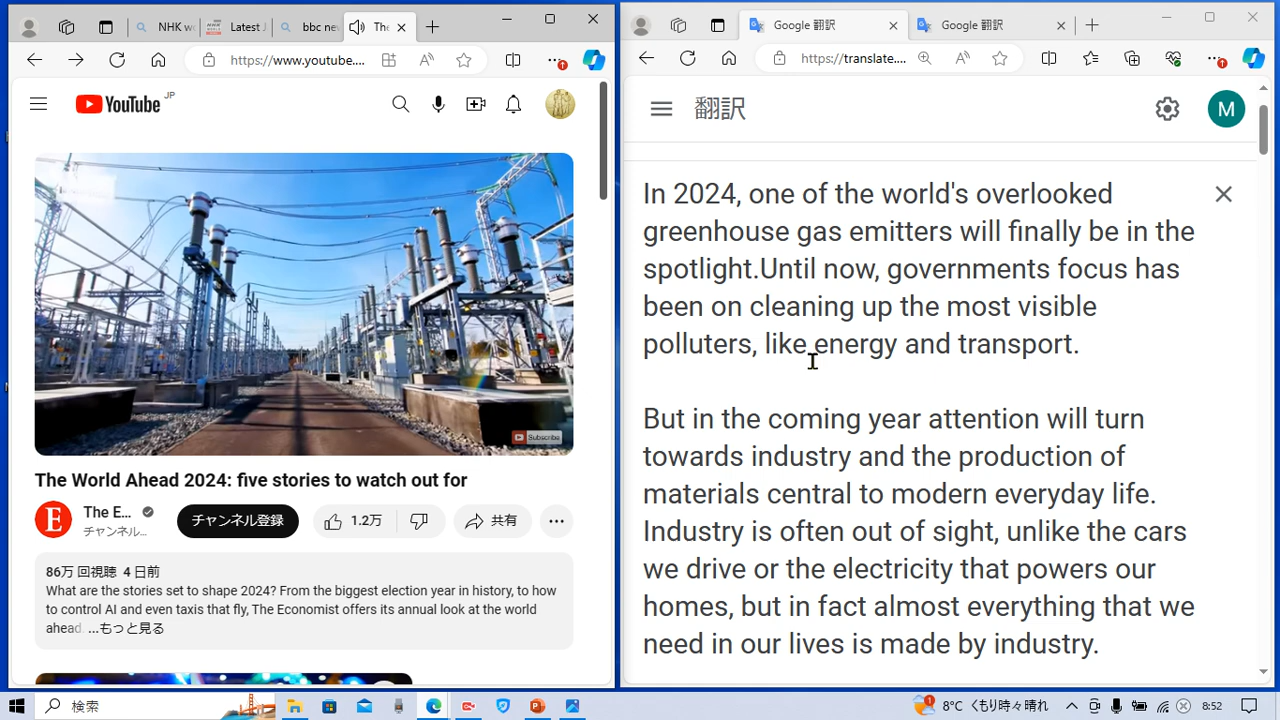 NHK w
Latest J
bbc ne
The
https://www.youtube....
YouTube JP
Subscribe
The World Ahead 2024: five stories to watch out for
E
The E...
チャンネル...
チャンネル登録
1.2万
共有
86万 回視聴 4 日前
What are the stories set to shape 2024? From the biggest election year in history, to how
to control AI and even taxis that fly, The Economist offers its annual look at the world
ahead. ...もっと見る
Google 翻訳
Google 翻訳
https://translate....
翻訳
M
In 2024, one of the world's overlooked
greenhouse gas emitters will finally be in the
spotlight.Until now, governments focus has
been on cleaning up the most visible
polluters, like energy and transport.
But in the coming year attention will turn
towards industry and the production of
materials central to modern everyday life.
Industry is often out of sight, unlike the cars
we drive or the electricity that powers our
homes, but in fact almost everything that we
need in our lives is made by industry.
検索
1
8°C くもり時々晴れ
8:52